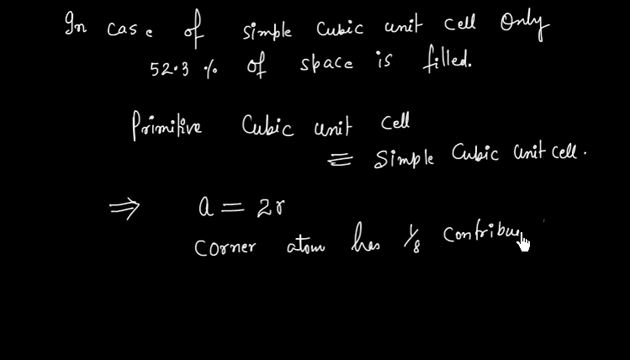 In case of simple cubic unit cell Only
52.3 % of space is filled.
Primitive Cubic unit cell
= Simple Cubic Unit cell.
⇒ a = 2r
Corner atom has 1/8 contribu